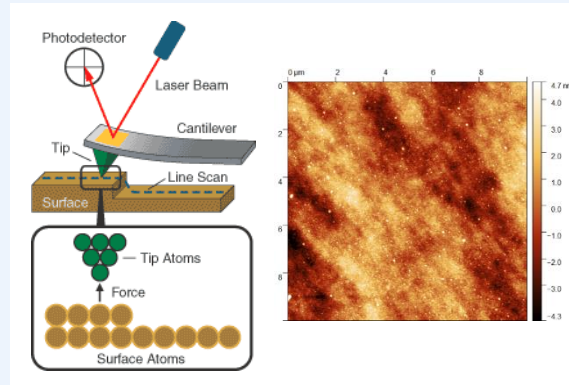 Photodetector
Laser Beam
Cantilever
Tip
Line Scan
Surface
Tip Atoms
Force
Surface Atoms
0 µm 2 4 6 8
0
2
4
6
8
4.7 nm
4.0
3.0
2.0
1.0
0.0
-1.0
-2.0
-3.0
-4.3